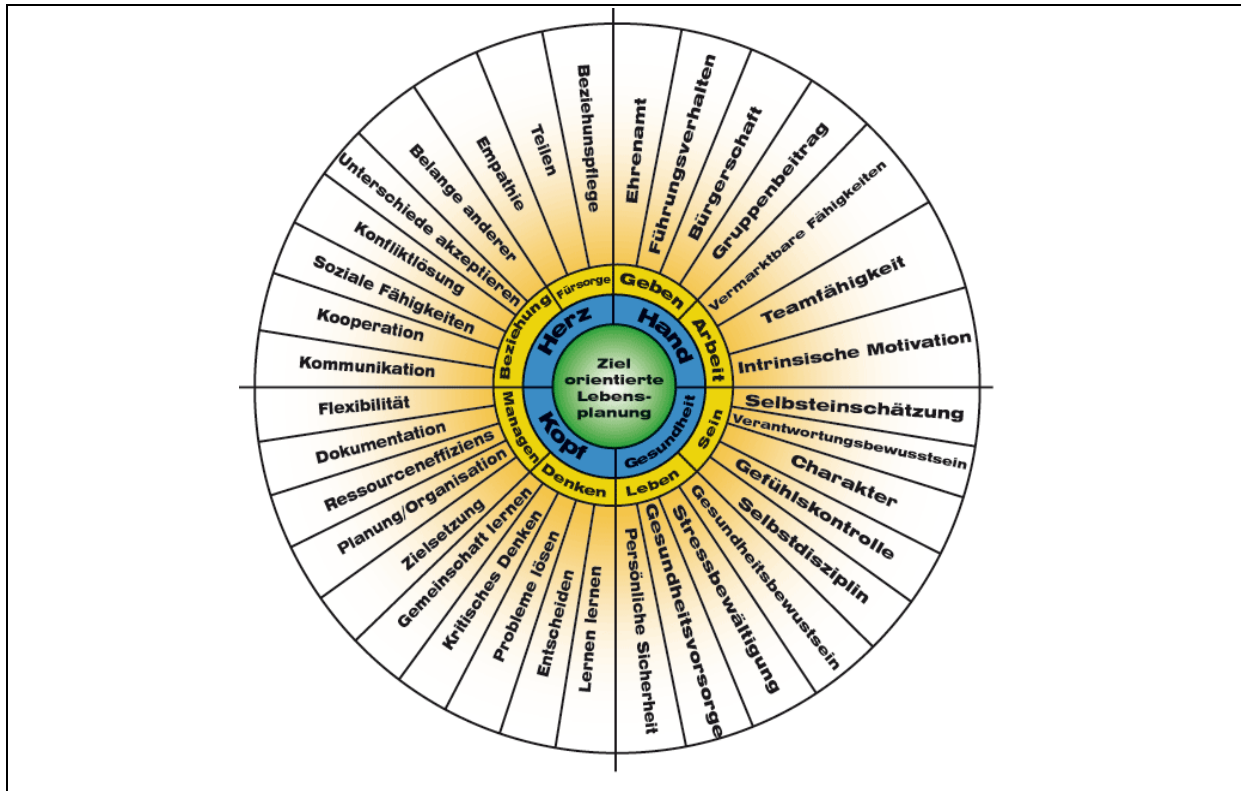 Ziel
orientierte
Lebens-
planung
Herz
Hand
Gesundheit
Kopf
Fürsorge
Geben
Arbeit
Sein
Leben
Denken
Managen
Beziehung
Ehrenamt
Führungsverhalten
Bürgerschaft
Gruppenbeitrag
Vermarktbare Fähigkeiten
Teamfähigkeit
Intrinsische Motivation
Selbsteinschätzung
Verantwortungsbewusstsein
Charakter
Gefühlskontrolle
Selbstdisziplin
Gesundheitsbewustsein
Stressbewältigung
Gesundheitsvorsorge
Persönliche Sicherheit
Lernen lernen
Entscheiden
Probleme lösen
Kritisches Denken
Gemeinschaft lernen
Zielsetzung
Planung/Organisation
Ressourceneffiziens
Dokumentation
Flexibilität
Kommunikation
Kooperation
Soziale Fähigkeiten
Konfliktlösung
Unterschiede akzeptieren
Belange anderer
Empathie
Teilen
Beziehunspflege